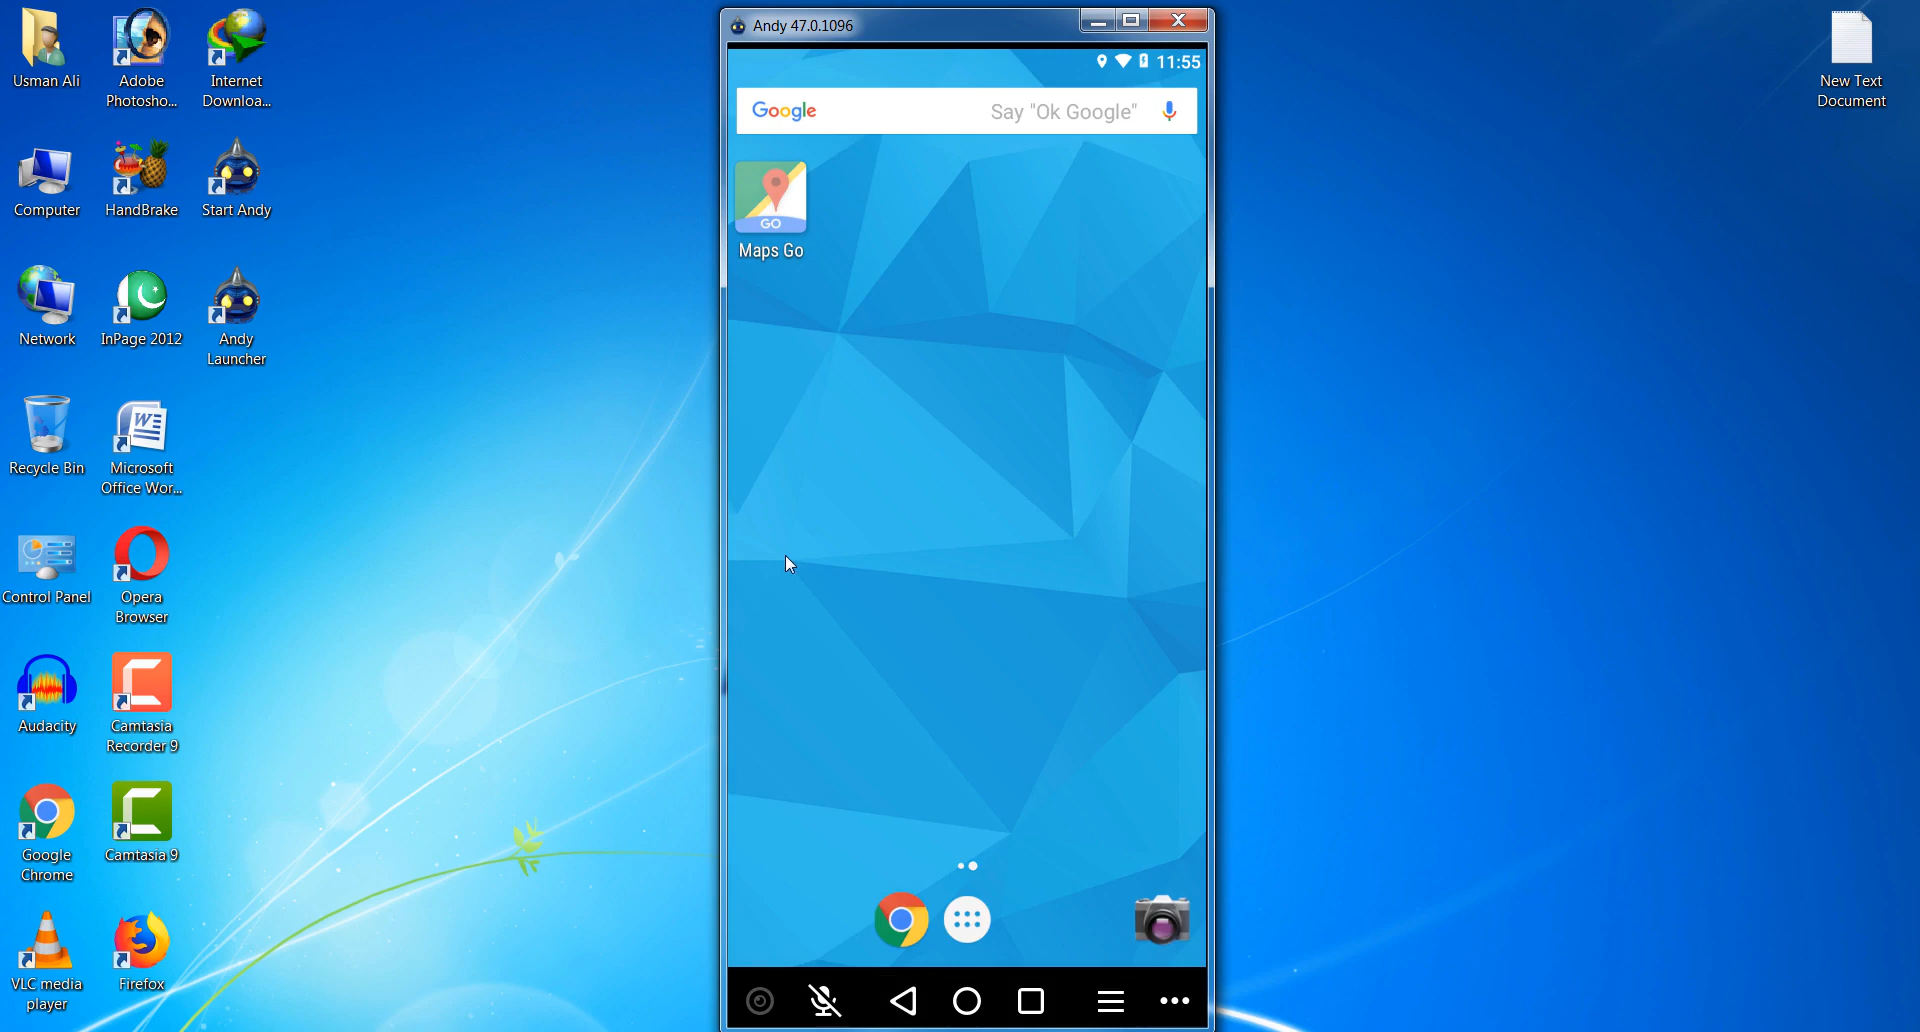 Usman Ali
Adobe
Photosho...
Internet
Downloa...
Computer
HandBrake
Start Andy
Network
InPage 2012
Andy
Launcher
Recycle Bin
Microsoft
Office Wor...
Control Panel
Opera
Browser
Audacity
Camtasia
Recorder 9
Google
Chrome
Camtasia 9
VLC media
player
Firefox
Andy 47.0.1096
11:55
Google
Say "Ok Google"
GO
Maps Go
New Text
Document